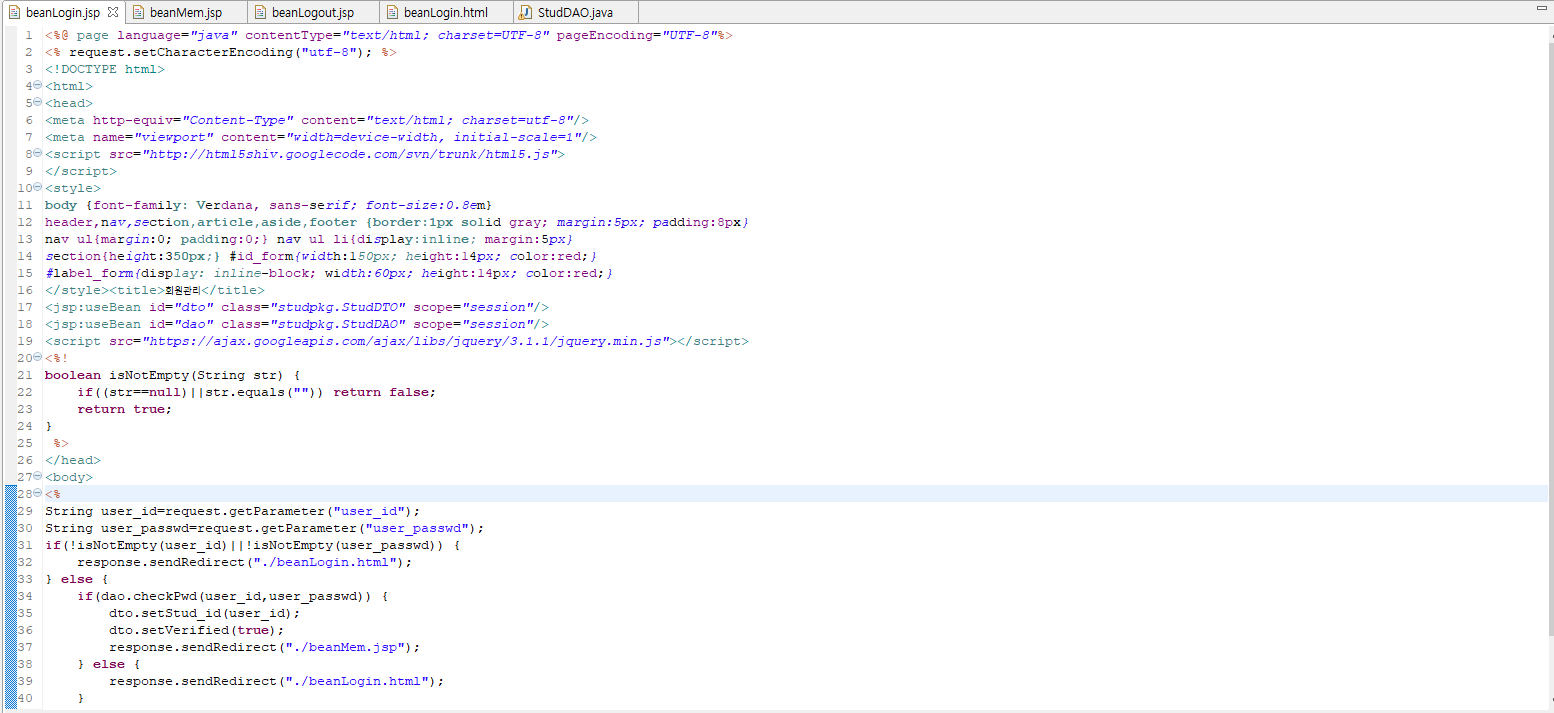 beanLogin.jsp beanMem.jsp beanLogout.jsp beanLogin.html StudDAO.java
1 <%@ page language="java" contentType="text/html; charset=UTF-8" pageEncoding="UTF-8"%>
2 <% request.setCharacterEncoding("utf-8"); %>
3 <!DOCTYPE html>
4 <html>
5 <head>
6 <meta http-equiv="Content-Type" content="text/html; charset=utf-8"/>
7 <meta name="viewport" content="width=device-width, initial-scale=1"/>
8 <script src="http://html5shiv.googlecode.com/svn/trunk/html5.js">
9 </script>
10 <style>
11 body {font-family: Verdana, sans-serif; font-size:0.8em}
12 header,nav,section,article,aside,footer {border:1px solid gray; margin:5px; padding:8px}
13 nav ul{margin:0; padding:0;} nav ul li{display:inline; margin:5px}
14 section{height:350px;} #id_form{width:150px; height:14px; color:red;}
15 #label_form{display: inline-block; width:60px; height:14px; color:red;}
16 </style><title>회원관리</title>
17 <jsp:useBean id="dto" class="studpkg.StudDTO" scope="session"/>
18 <jsp:useBean id="dao" class="studpkg.StudDAO" scope="session"/>
19 <script src="https://ajax.googleapis.com/ajax/libs/jquery/3.1.1/jquery.min.js"></script>
20 <%!
21 boolean isNotEmpty(String str) {
22     if((str==null)||str.equals("")) return false;
23     return true;
24 }
25  %>
26 </head>
27 <body>
28 <%
29 String user_id=request.getParameter("user_id");
30 String user_passwd=request.getParameter("user_passwd");
31 if(!isNotEmpty(user_id)||!isNotEmpty(user_passwd)) {
32     response.sendRedirect("./beanLogin.html");
33 } else {
34     if(dao.checkPwd(user_id,user_passwd)) {
35         dto.setStud_id(user_id);
36         dto.setVerified(true);
37         response.sendRedirect("./beanMem.jsp");
38     } else {
39         response.sendRedirect("./beanLogin.html");
40     }